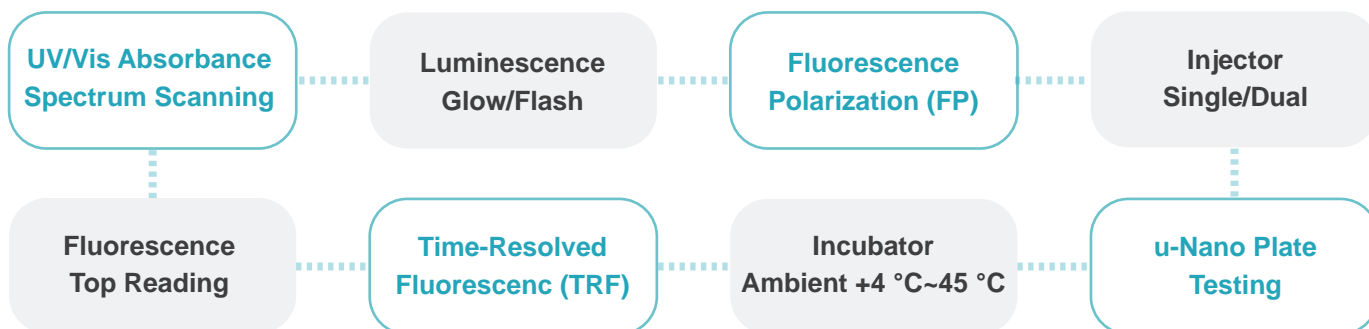 UV/Vis Absorbance
Spectrum Scanning
Luminescence
Glow/Flash
Fluorescence
Polarization (FP)
Injector
Single/Dual
Fluorescence
Top Reading
Time-Resolved
Fluorescenc (TRF)
Incubator
Ambient +4 °C~45 °C
u-Nano Plate
Testing